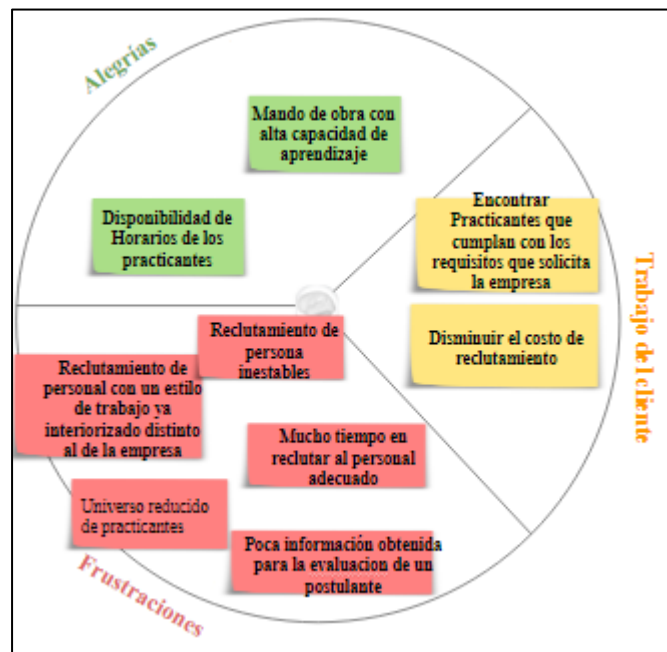 Alegrías
Mando de obra con
alta capacidad de
aprendizaje
Disponibilidad de
Horarios de los
practicantes
Encontrar
Practicantes que
cumplan con los
requisitos que solicita
la empresa
Disminuir el costo de
reclutamiento
Trabajo del cliente
Reclutamiento de
persona
inestables
Reclutamiento de
personal con un estilo
de trabajo ya
interiorizado distinto
al de la empresa
Mucho tiempo en
reclutar al personal
adecuado
Universo reducido
de practicantes
Poca información obtenida
para la evaluacion de un
postulante
Frustraciones